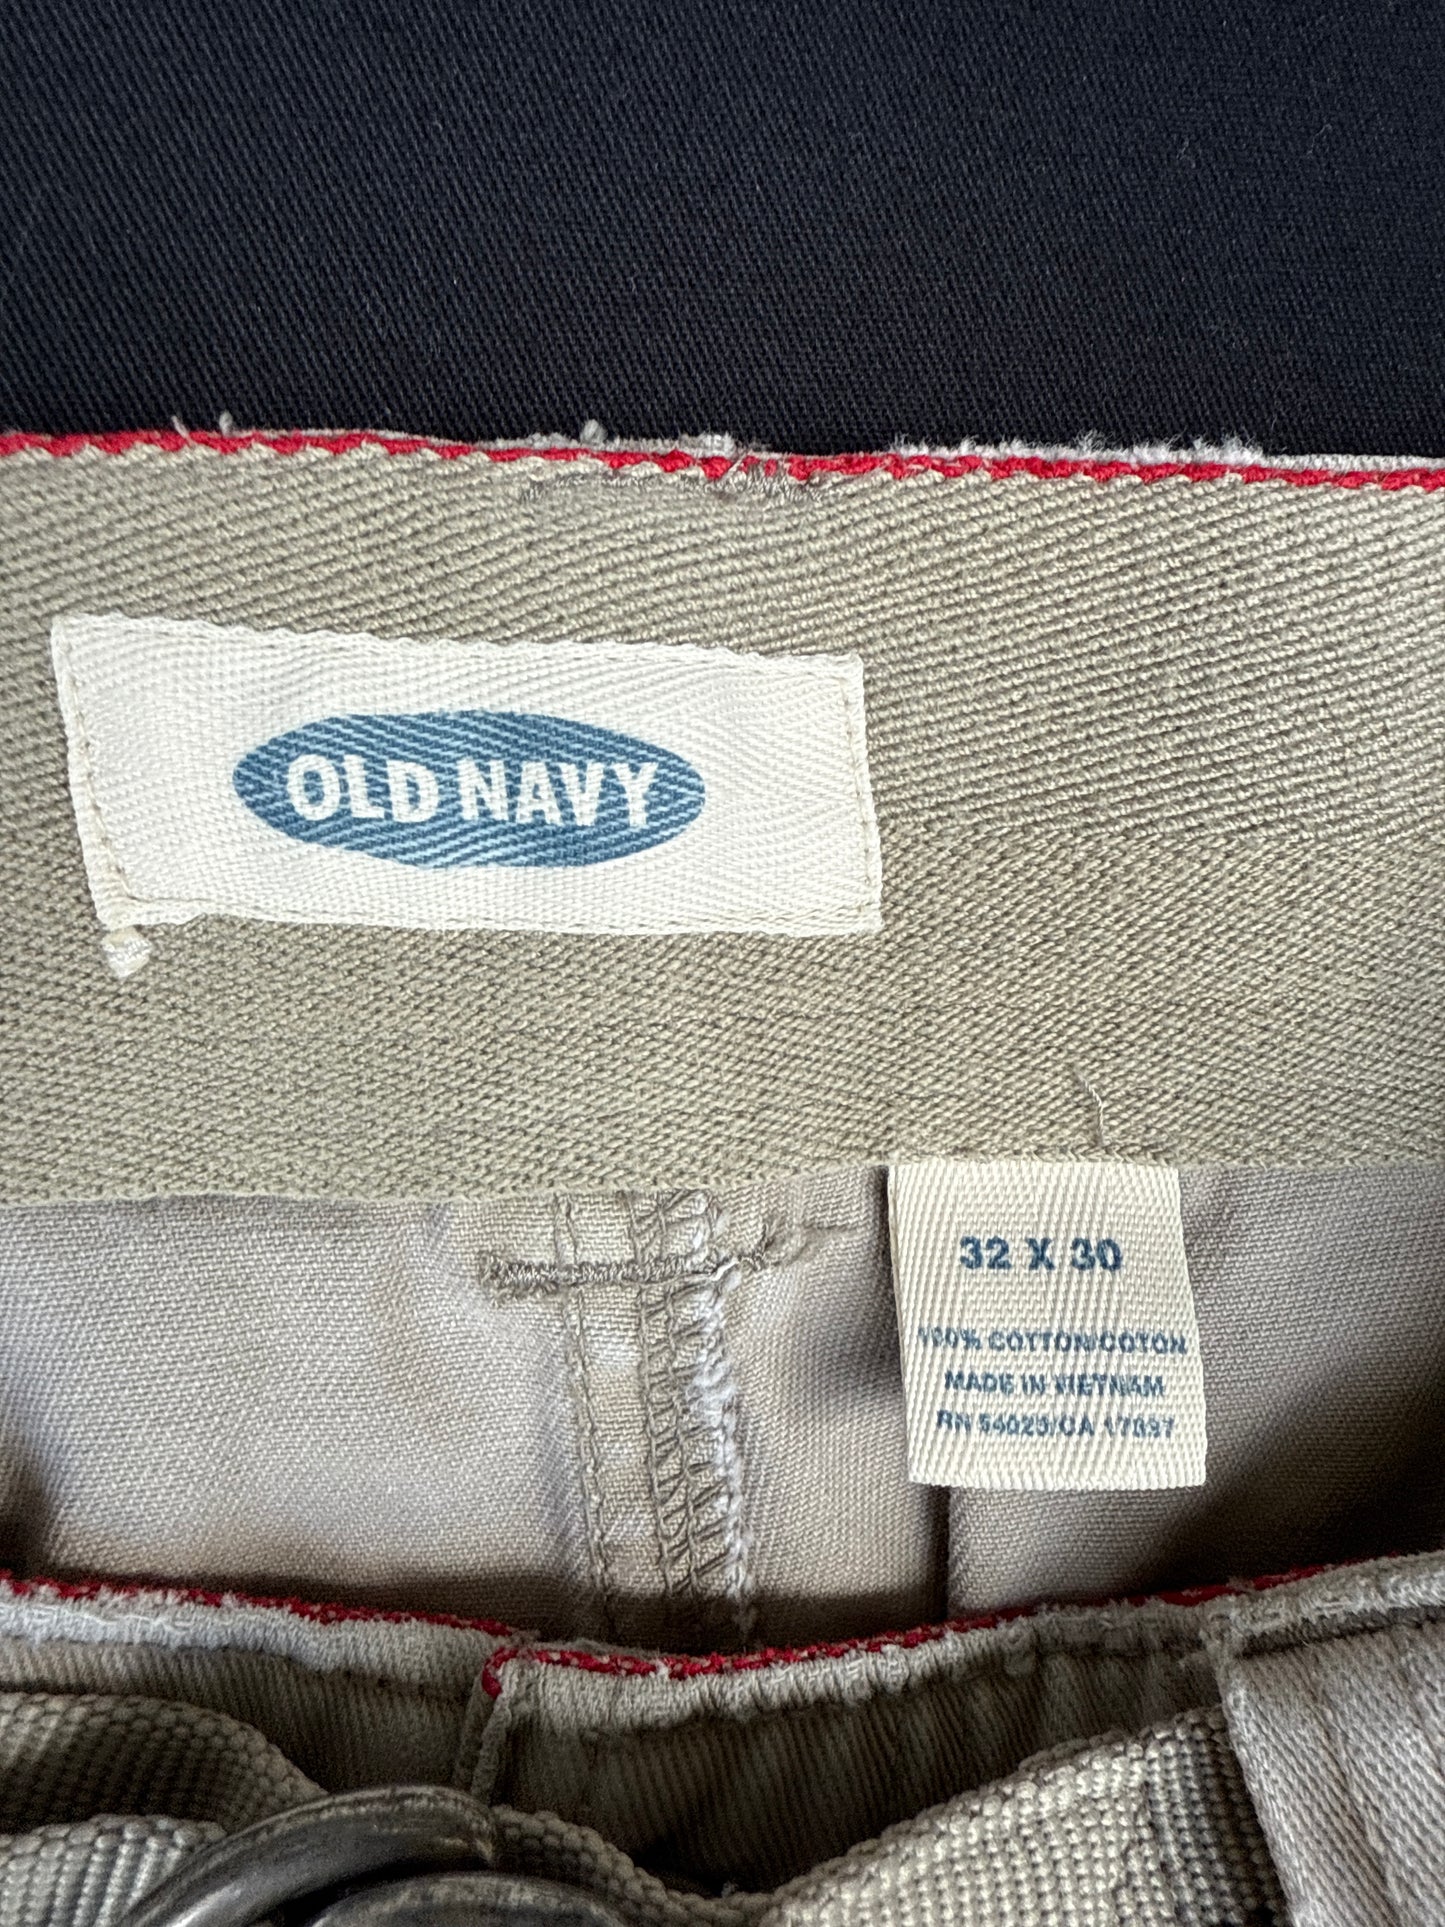 OLD NAVY
32 X 30
100% COTTON/COTON
MADE IN VIETNAM
RN 54023/CA 17897